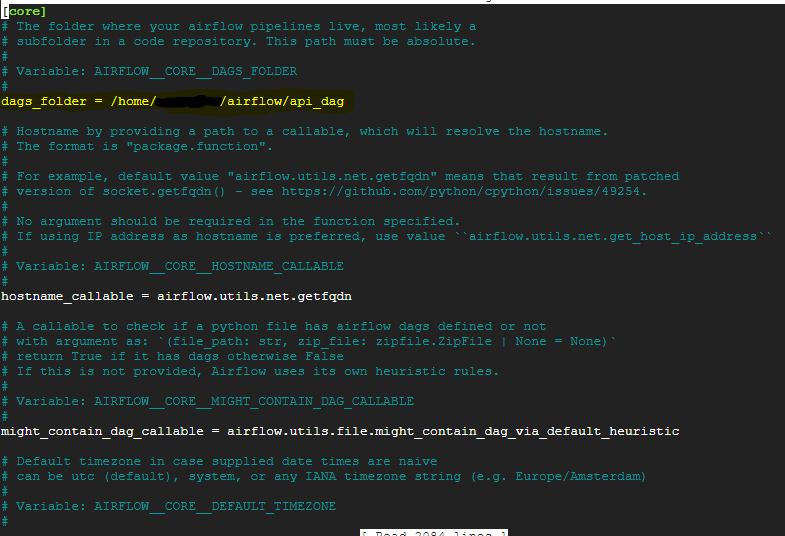 [core]
# The folder where your airflow pipelines live, most likely a
# subfolder in a code repository. This path must be absolute.
#
# Variable: AIRFLOW__CORE__DAGS_FOLDER
#
dags_folder = /home/ /airflow/api_dag
# Hostname by providing a path to a callable, which will resolve the hostname.
# The format is "package.function".
#
# For example, default value "airflow.utils.net.getfqdn" means that result from patched
# version of socket.getfqdn() - see https://github.com/python/cpython/issues/49254.
#
# No argument should be required in the function specified.
# If using IP address as hostname is preferred, use value ``airflow.utils.net.get_host_ip_address``
#
# Variable: AIRFLOW__CORE__HOSTNAME_CALLABLE
#
hostname_callable = airflow.utils.net.getfqdn
# A callable to check if a python file has airflow dags defined or not
# with argument as: `(file_path: str, zip_file: zipfile.ZipFile | None = None)`
# return True if it has dags otherwise False
# If this is not provided, Airflow uses its own heuristic rules.
#
# Variable: AIRFLOW__CORE__MIGHT_CONTAIN_DAG_CALLABLE
#
might_contain_dag_callable = airflow.utils.file.might_contain_dag_via_default_heuristic
# Default timezone in case supplied date times are naive
# can be utc (default), system, or any IANA timezone string (e.g. Europe/Amsterdam)
#
# Variable: AIRFLOW__CORE__DEFAULT_TIMEZONE
#
[ Read 2084 lines ]